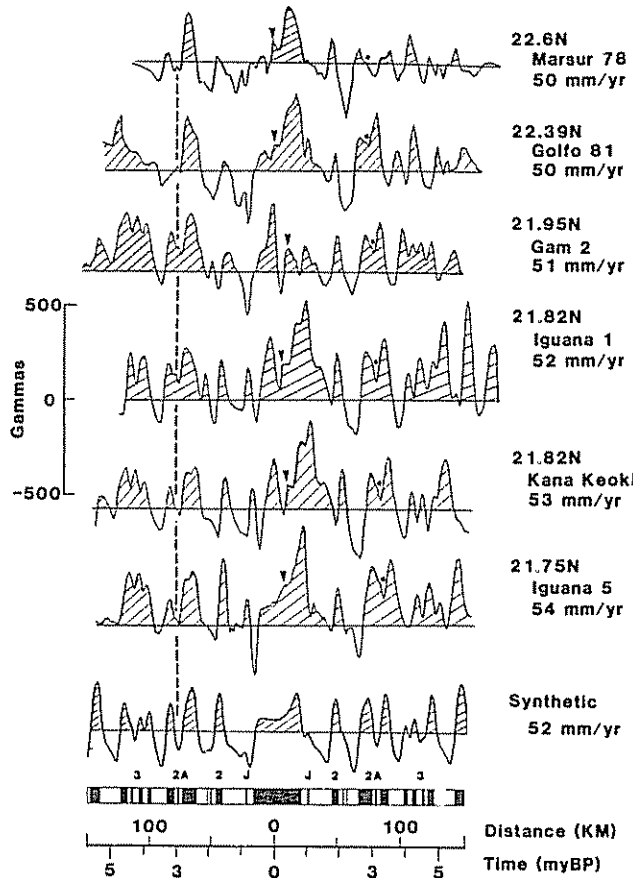 22.6N
Marsur 78
50 mm/yr
22.39N
Golfo 81
50 mm/yr
21.95N
Gam 2
51 mm/yr
500
21.82N
Iguana 1
52 mm/yr
0
Gammas
21.82N
Kana Keoki
53 mm/yr
-500
21.75N
Iguana 5
54 mm/yr
Synthetic
52 mm/yr
3 2A 2 J J 2 2A 3
100 0 100 Distance (KM)
5 3 0 3 5 Time (myBP)